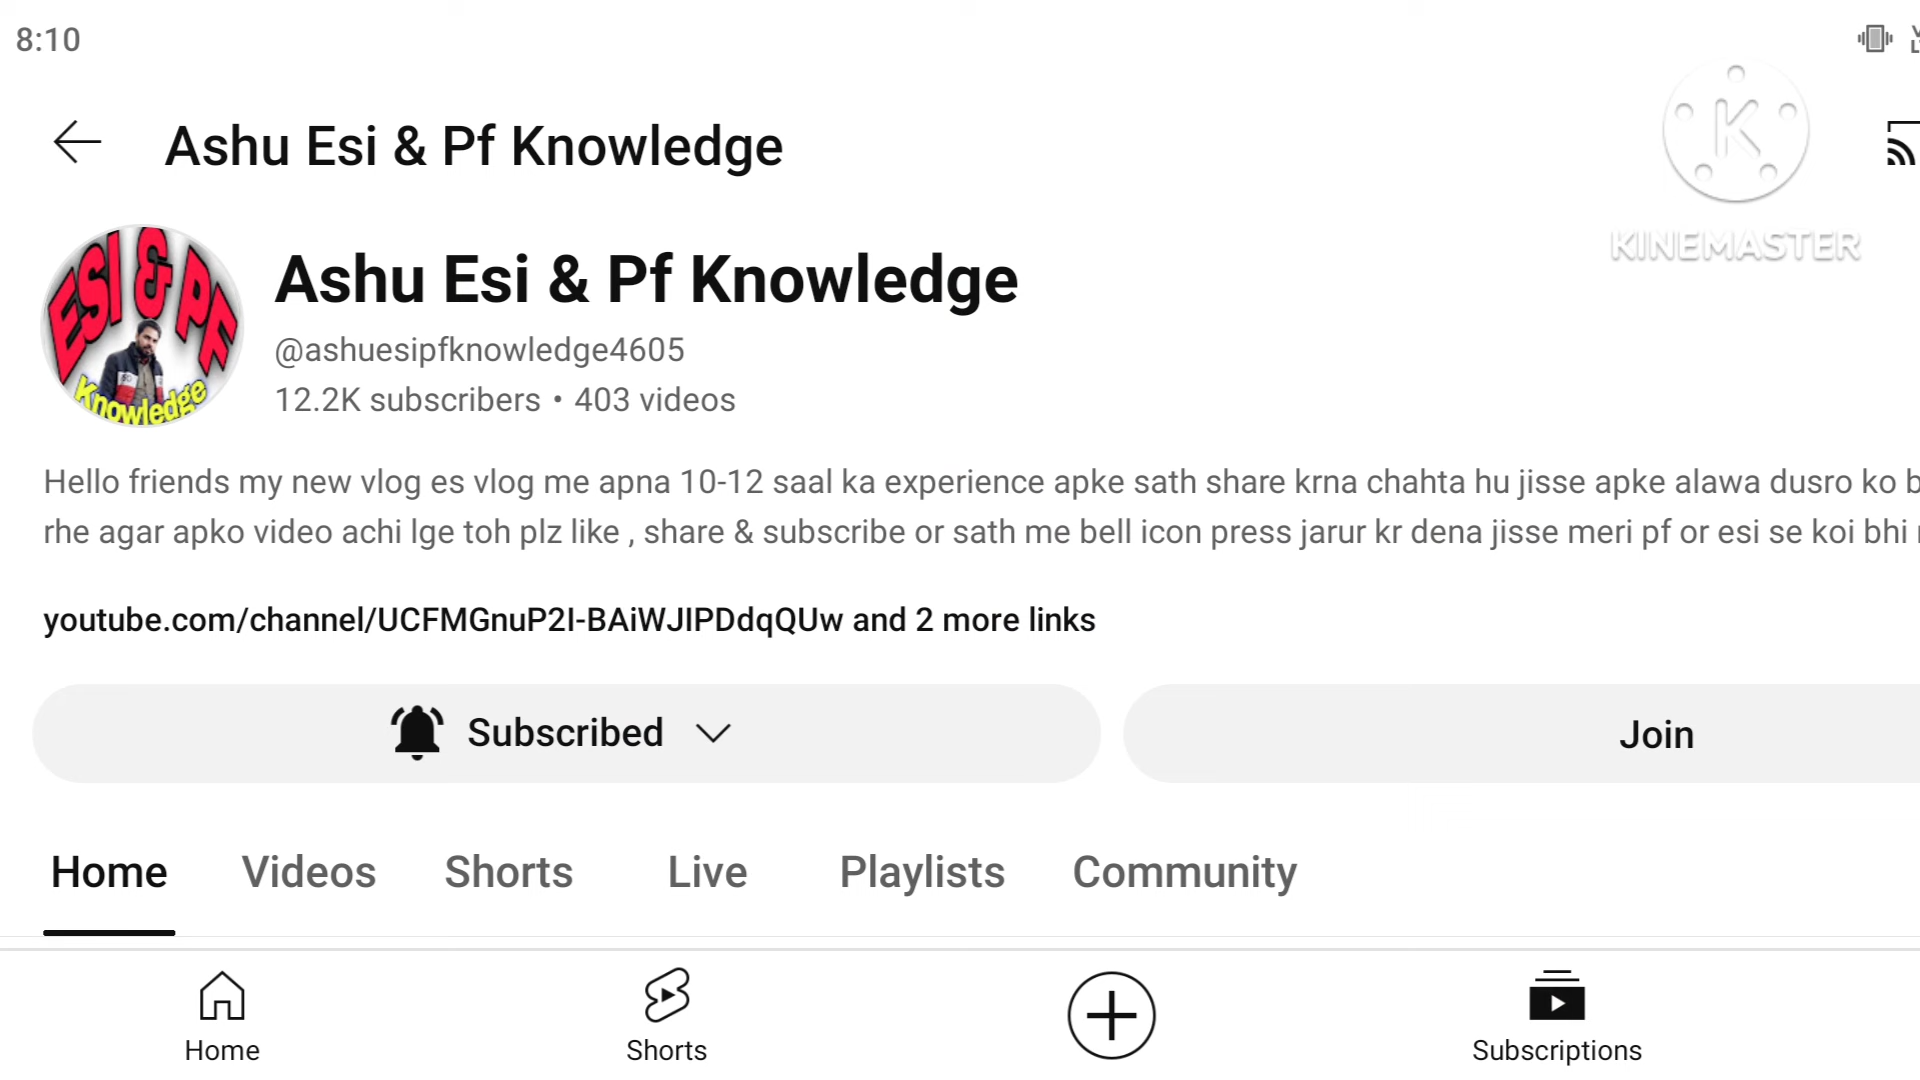 8:10
Ashu Esi & Pf Knowledge
K
KINEMASTER
ESI & PF
Knowledge
Ashu Esi & Pf Knowledge
@ashuesipfknowledge4605
12.2K subscribers • 403 videos
Hello friends my new vlog es vlog me apna 10-12 saal ka experience apke sath share krna chahta hu jisse apke alawa dusro ko
rhe agar apko video achi lge toh plz like , share & subscribe or sath me bell icon press jarur kr dena jisse meri pf or esi se koi bhi
youtube.com/channel/UCFMGnuP2I-BAiWJIPDdqQUw and 2 more links
Subscribed
Join
Home Videos Shorts Live Playlists Community
Home Shorts Subscriptions